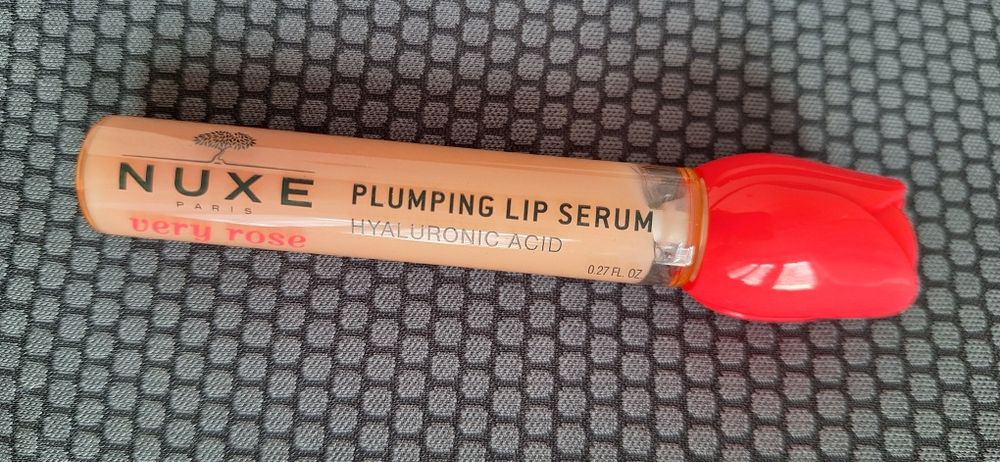 NUXE
PARIS
very rose
PLUMPING LIP SERUM
HYALURONIC ACID
0.27 FL. OZ